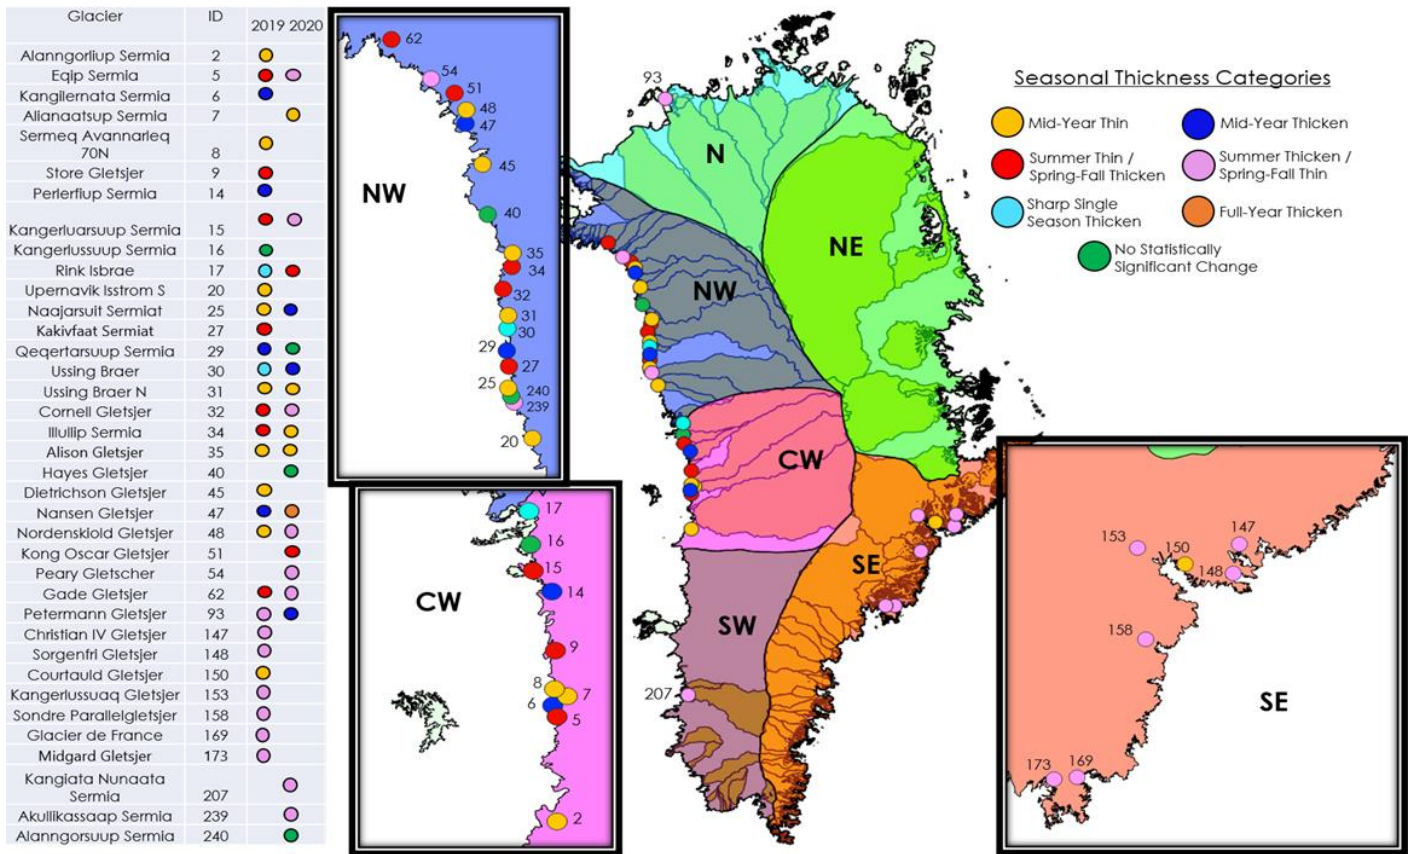 Glacier ID 2019 2020
Alanngorliup Sermia 2
Eqip Sermia 5
Kangilernata Sermia 6
Alianaatsup Sermia 7
Sermeq Avannarleq
70N 8
Store Gletsjer 9
Perlerfiup Sermia 14
Kangerluarsuup Sermia 15
Kangerlussuup Sermia 16
Rink Isbrae 17
Upernavik Isstrom S 20
Naajarsuit Sermiat 25
Kakivfaat Sermiat 27
Qeqertarsuup Sermia 29
Ussing Braer 30
Ussing Braer N 31
Cornell Gletsjer 32
Illullip Sermia 34
Alison Gletsjer 35
Hayes Gletsjer 40
Dietrichson Gletsjer 45
Nansen Gletsjer 47
Nordenskiold Gletsjer 48
Kong Oscar Gletsjer 51
Peary Gletscher 54
Gade Gletsjer 62
Petermann Gletsjer 93
Christian IV Gletsjer 147
Sorgenfri Gletsjer 148
Courtauld Gletsjer 150
Kangerlussuaq Gletsjer 153
Sondre Parallelgletsjer 158
Glacier de France 169
Midgard Gletsjer 173
Kangiata Nunaata
Sermia 207
Akullikassaap Sermia 239
Alanngorsuup Sermia 240
62
54
51
48
47
45
NW
40
35
34
32
31
30
29
27
25
240
239
20
17
16
15
14
CW
9
8
7
6
5
2
93
N
NE
NW
CW
SE
SW
207
Seasonal Thickness Categories
Mid-Year Thin
Mid-Year Thicken
Summer Thin /
Spring-Fall Thicken
Summer Thicken /
Spring-Fall Thin
Sharp Single
Season Thicken
Full-Year Thicken
No Statistically
Significant Change
147
153
150
148
158
SE
173
169